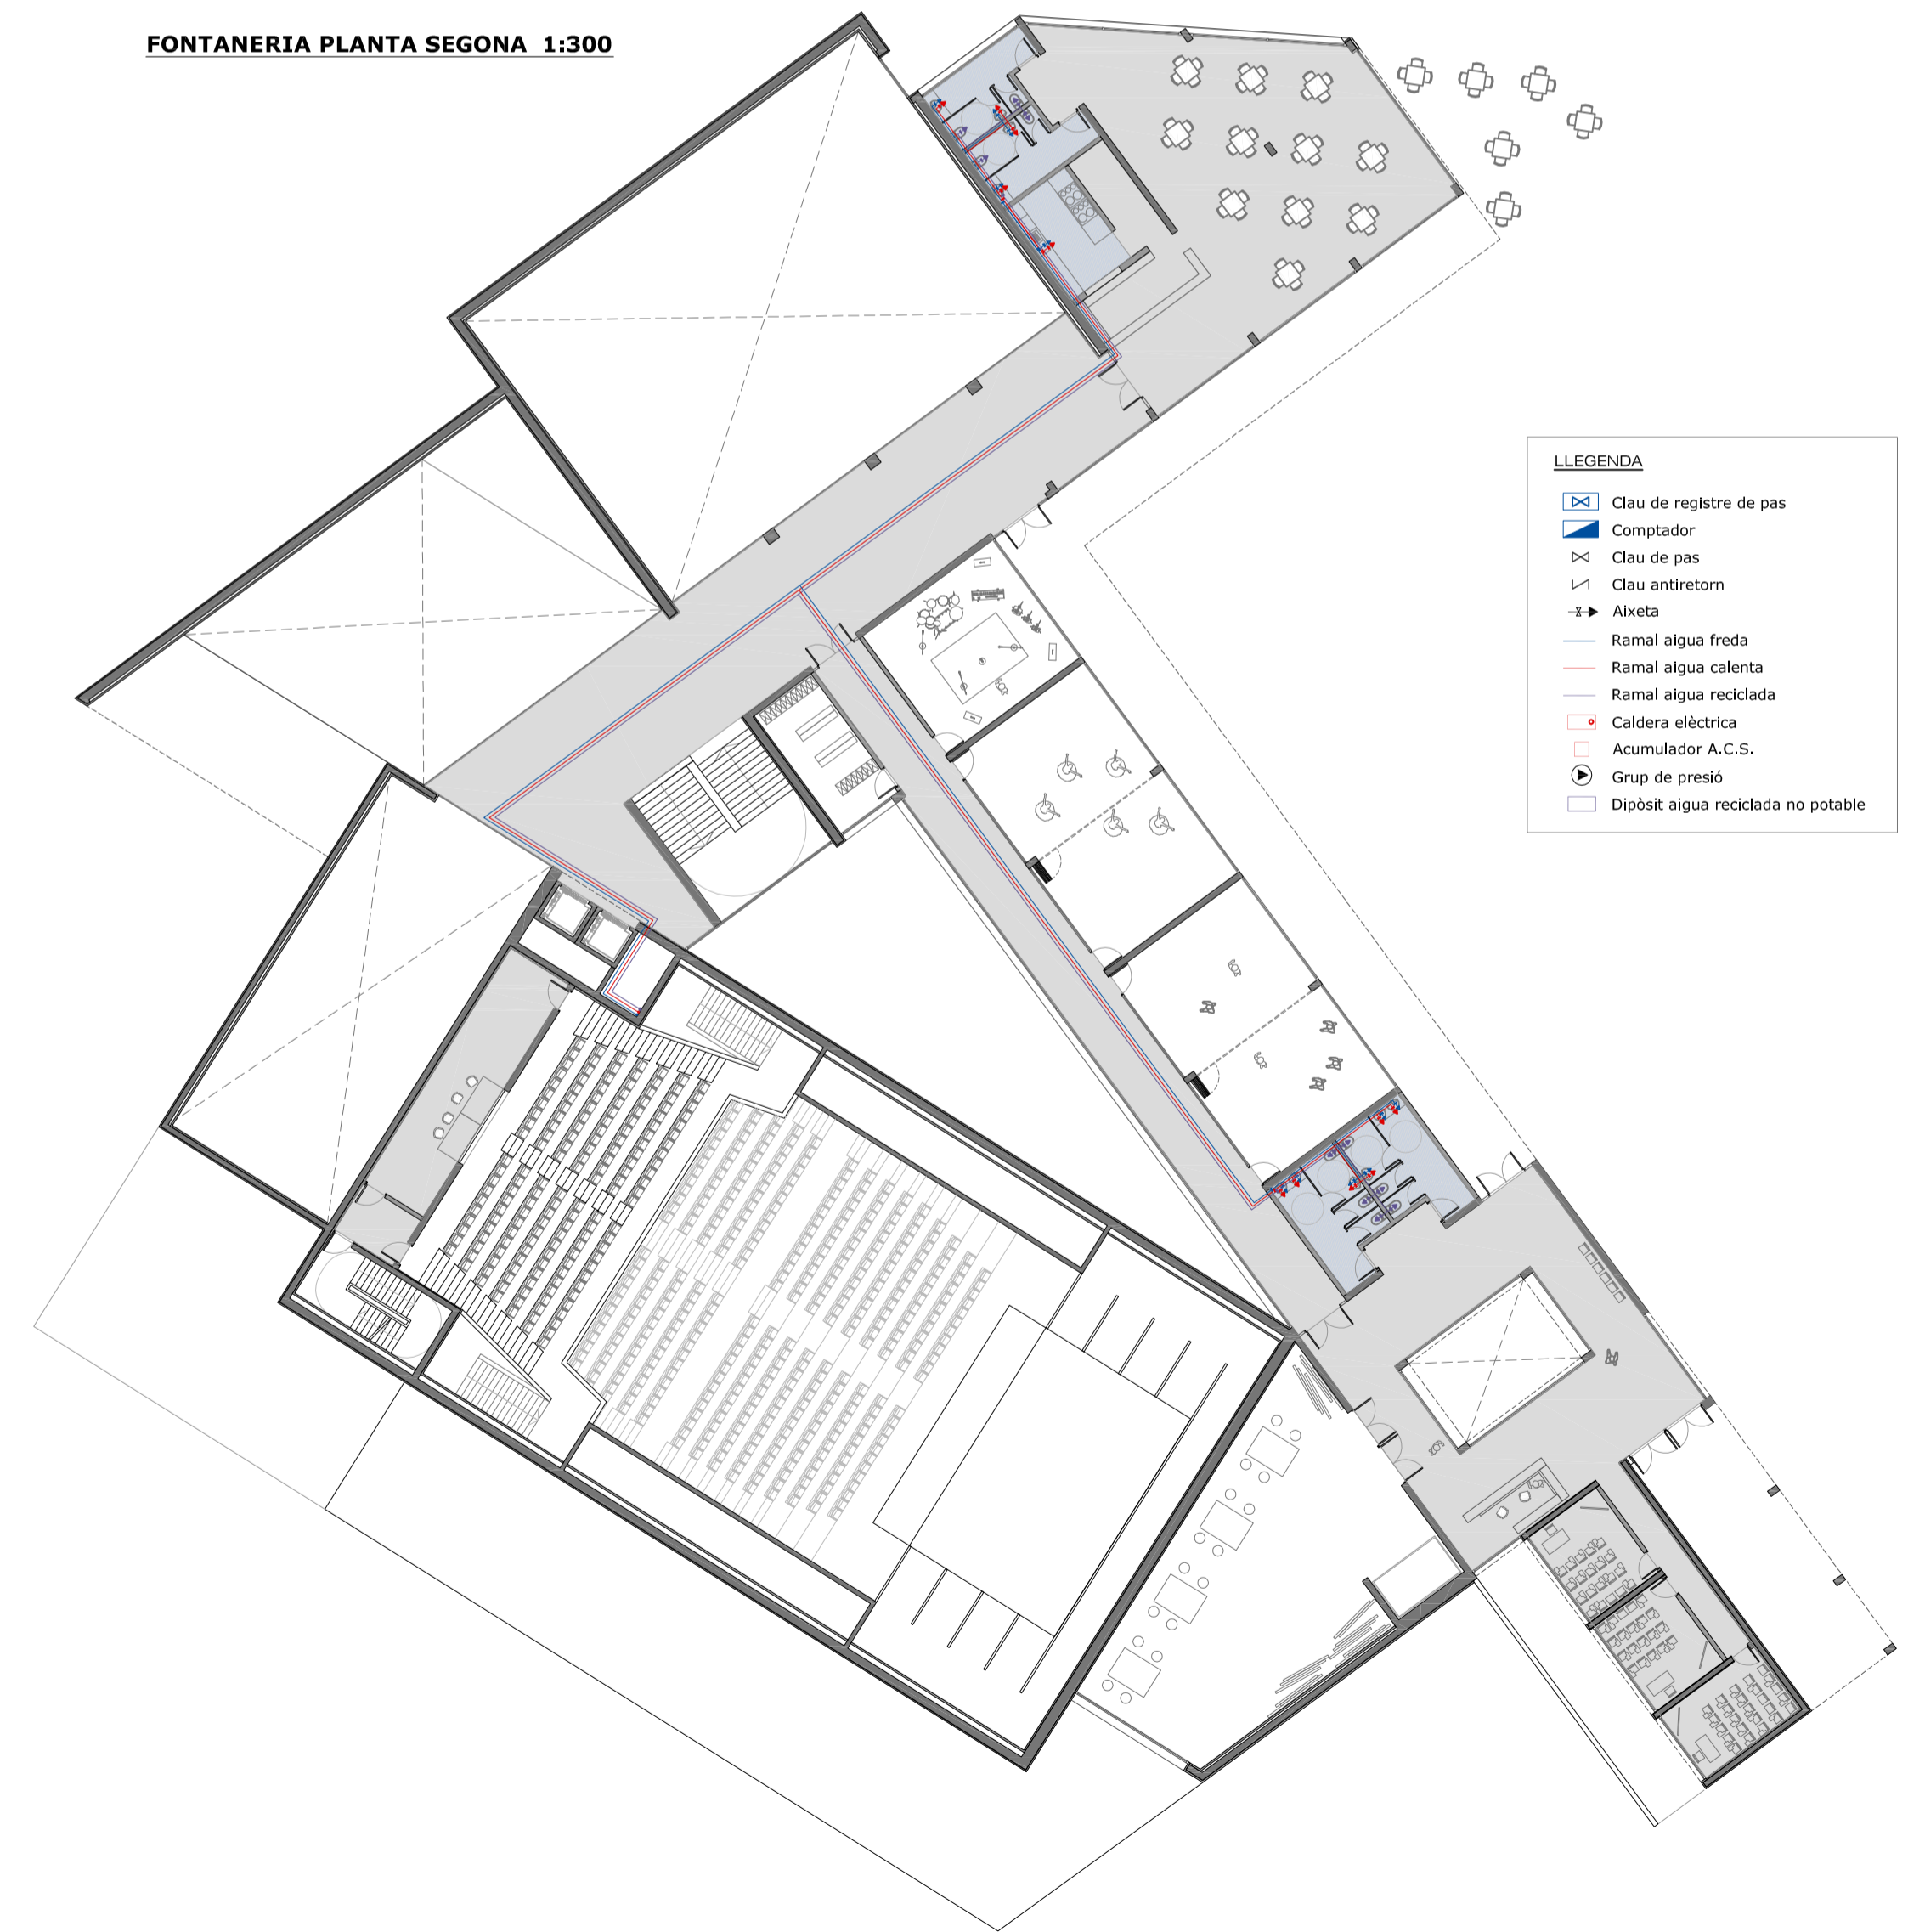 FONTANERIA PLANTA SEGONA 1:300
LLEGENDA
Clau de registre de pas
Comptador
Clau de pas
Clau antiretorn
Aixeta
Ramal aigua freda
Ramal aigua calenta
Ramal aigua reciclada
Caldera elèctrica
Acumulador A.C.S.
Grup de presió
Dipòsit aigua reciclada no potable